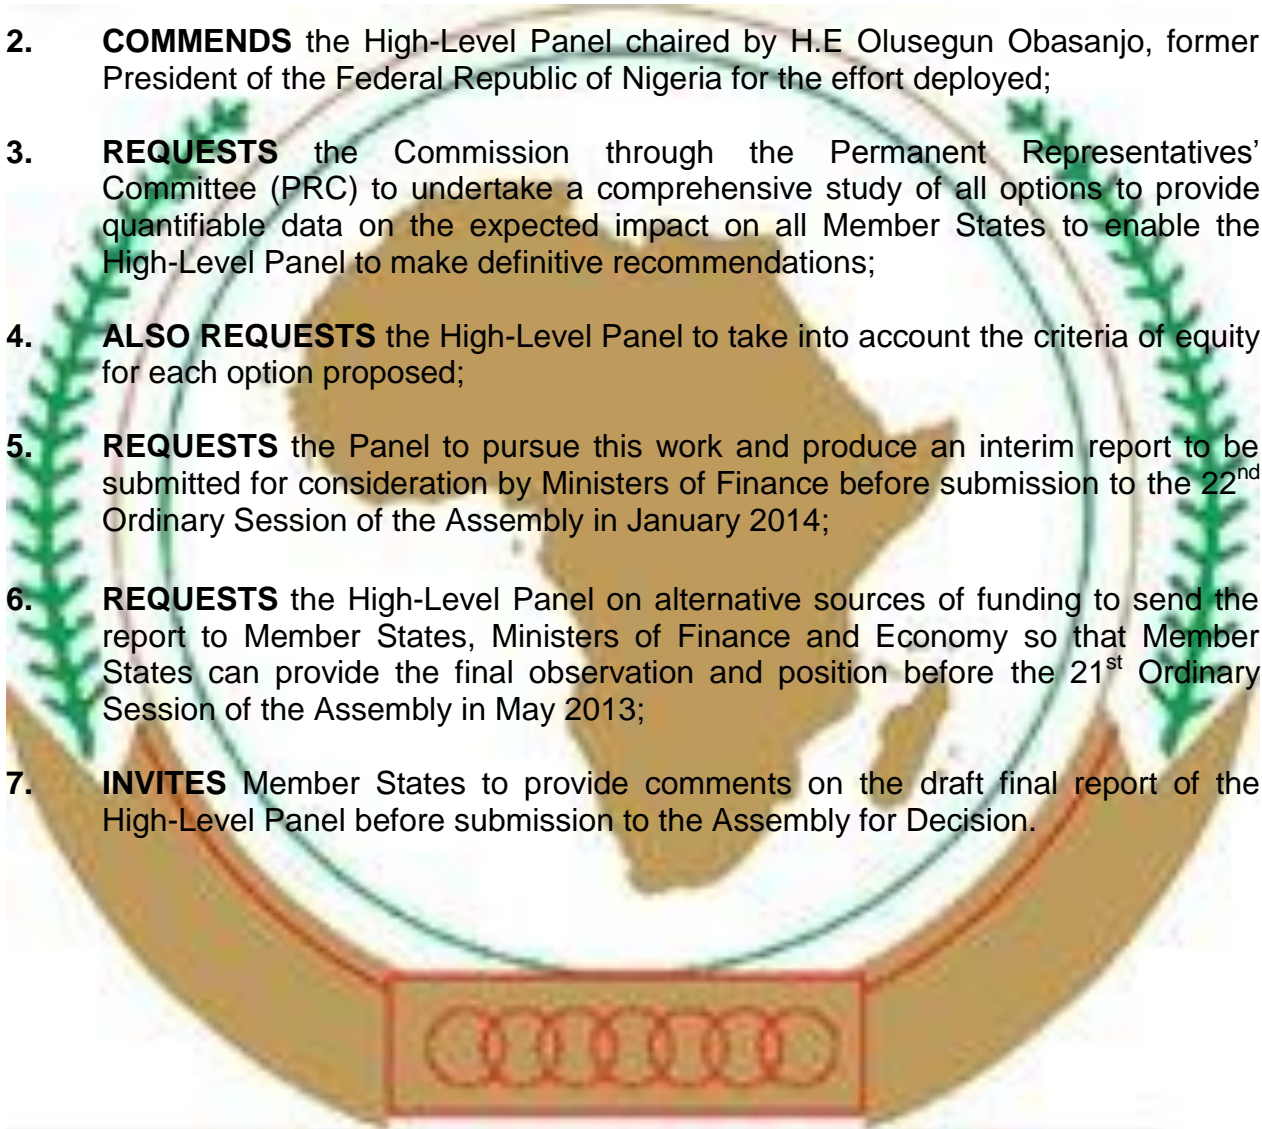 2. COMMENDS the High-Level Panel chaired by H.E Olusegun Obasanjo, former
President of the Federal Republic of Nigeria for the effort deployed;
3. REQUESTS the Commission through the Permanent Representatives’
Committee (PRC) to undertake a comprehensive study of all options to provide
quantifiable data on the expected impact on all Member States to enable the
High-Level Panel to make definitive recommendations;
4. ALSO REQUESTS the High-Level Panel to take into account the criteria of equity
for each option proposed;
5. REQUESTS the Panel to pursue this work and produce an interim report to be
submitted for consideration by Ministers of Finance before submission to the 22nd
Ordinary Session of the Assembly in January 2014;
6. REQUESTS the High-Level Panel on alternative sources of funding to send the
report to Member States, Ministers of Finance and Economy so that Member
States can provide the final observation and position before the 21st Ordinary
Session of the Assembly in May 2013;
7. INVITES Member States to provide comments on the draft final report of the
High-Level Panel before submission to the Assembly for Decision.